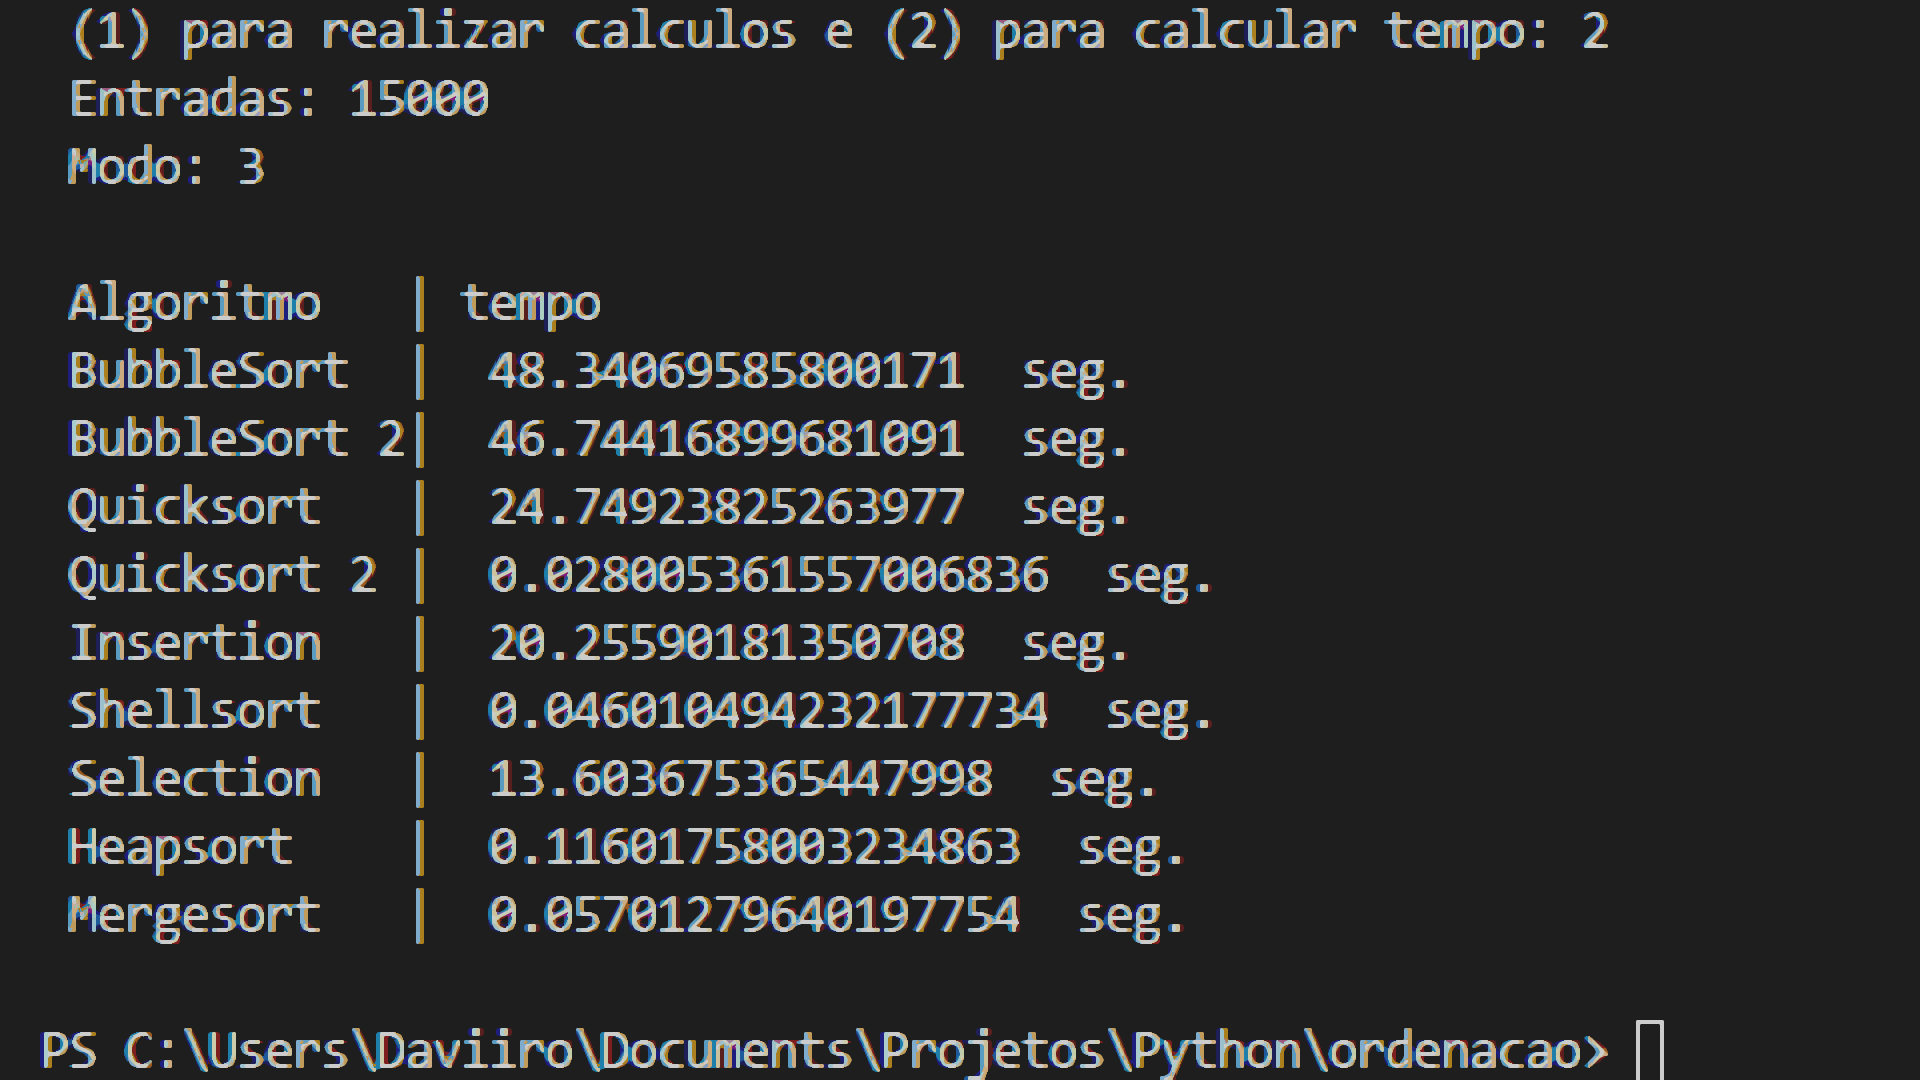 (1) para realizar calculos e (2) para calcular tempo: 2
Entradas: 15000
Modo: 3
Algoritmo | tempo
BubbleSort | 48.34069585800171 seg.
BubbleSort 2| 46.74416899681091 seg.
Quicksort | 24.74923825263977 seg.
Quicksort 2 | 0.028005361557006836 seg.
Insertion | 20.25590181350708 seg.
Shellsort | 0.046010494232177734 seg.
Selection | 13.603675365447998 seg.
Heapsort | 0.11601758003234863 seg.
Mergesort | 0.05701279640197754 seg.
PS C:\Users\Daviiro\Documents\Projetos\Python\ordenacao>